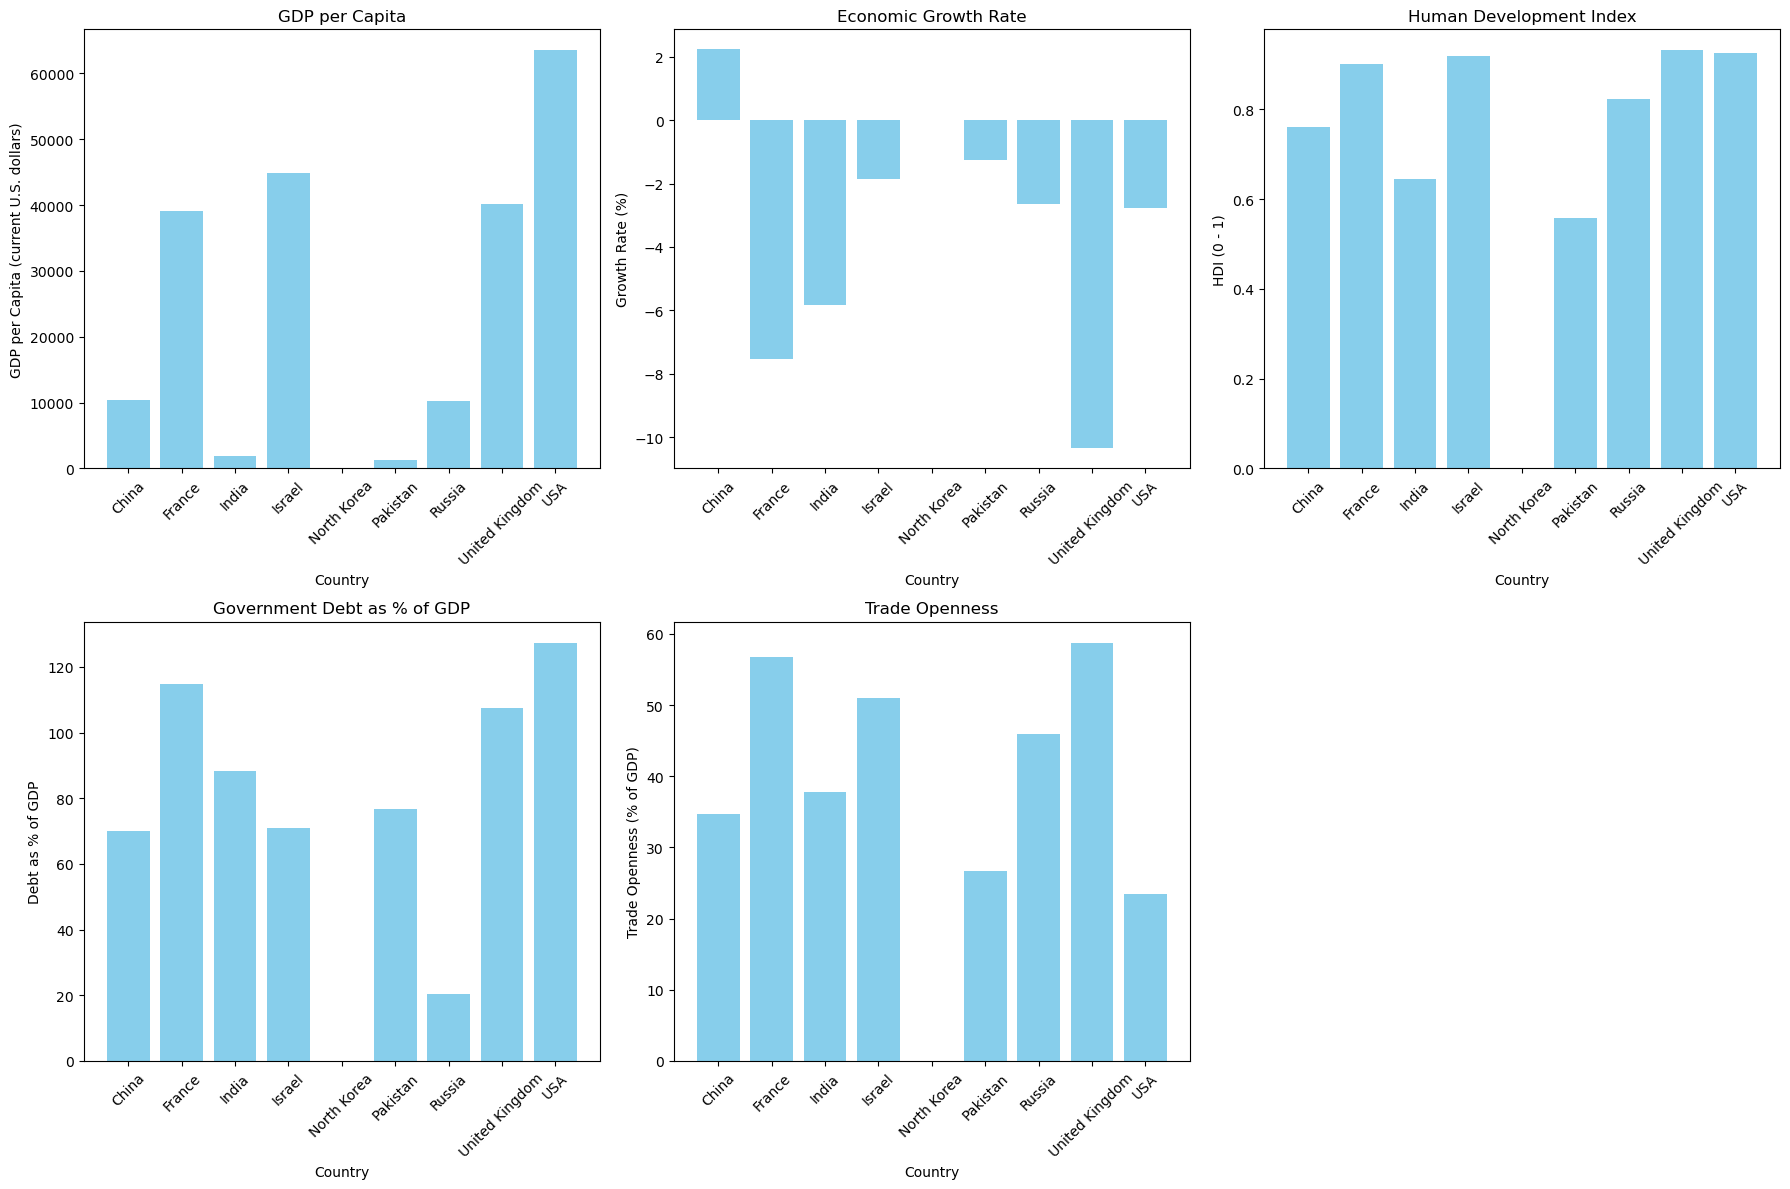 GDP per Capita
GDP per Capita (current U.S. dollars)
60000
50000
40000
30000
20000
10000
0
China
France
India
Israel
North Korea
Pakistan
Russia
United Kingdom
USA
Country
Economic Growth Rate
Growth Rate (%)
2
0
−2
−4
−6
−8
−10
China
France
India
Israel
North Korea
Pakistan
Russia
United Kingdom
USA
Country
Human Development Index
HDI (0 - 1)
0.8
0.6
0.4
0.2
0.0
China
France
India
Israel
North Korea
Pakistan
Russia
United Kingdom
USA
Country
Government Debt as % of GDP
Debt as % of GDP
120
100
80
60
40
20
0
China
France
India
Israel
North Korea
Pakistan
Russia
United Kingdom
USA
Country
Trade Openness
Trade Openness (% of GDP)
60
50
40
30
20
10
0
China
France
India
Israel
North Korea
Pakistan
Russia
United Kingdom
USA
Country